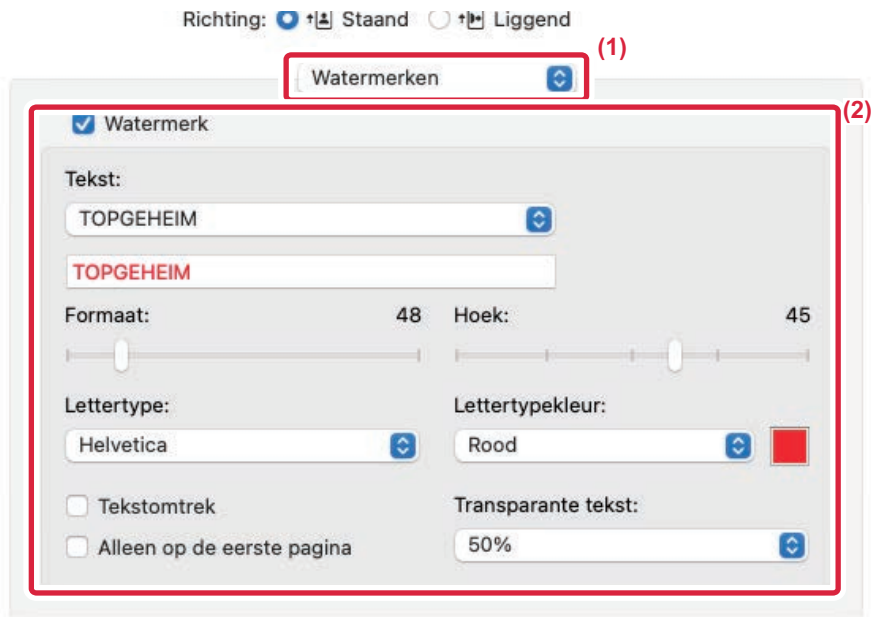 Richting: Staand Liggend
(1)
Watermerken
(2)
Watermerk
Tekst:
TOPGEHEIM
TOPGEHEIM
Formaat: 48 Hoek: 45
Lettertype: Lettertypekleur:
Helvetica Rood
Tekstomtrek Transparante tekst:
Alleen op de eerste pagina 50%